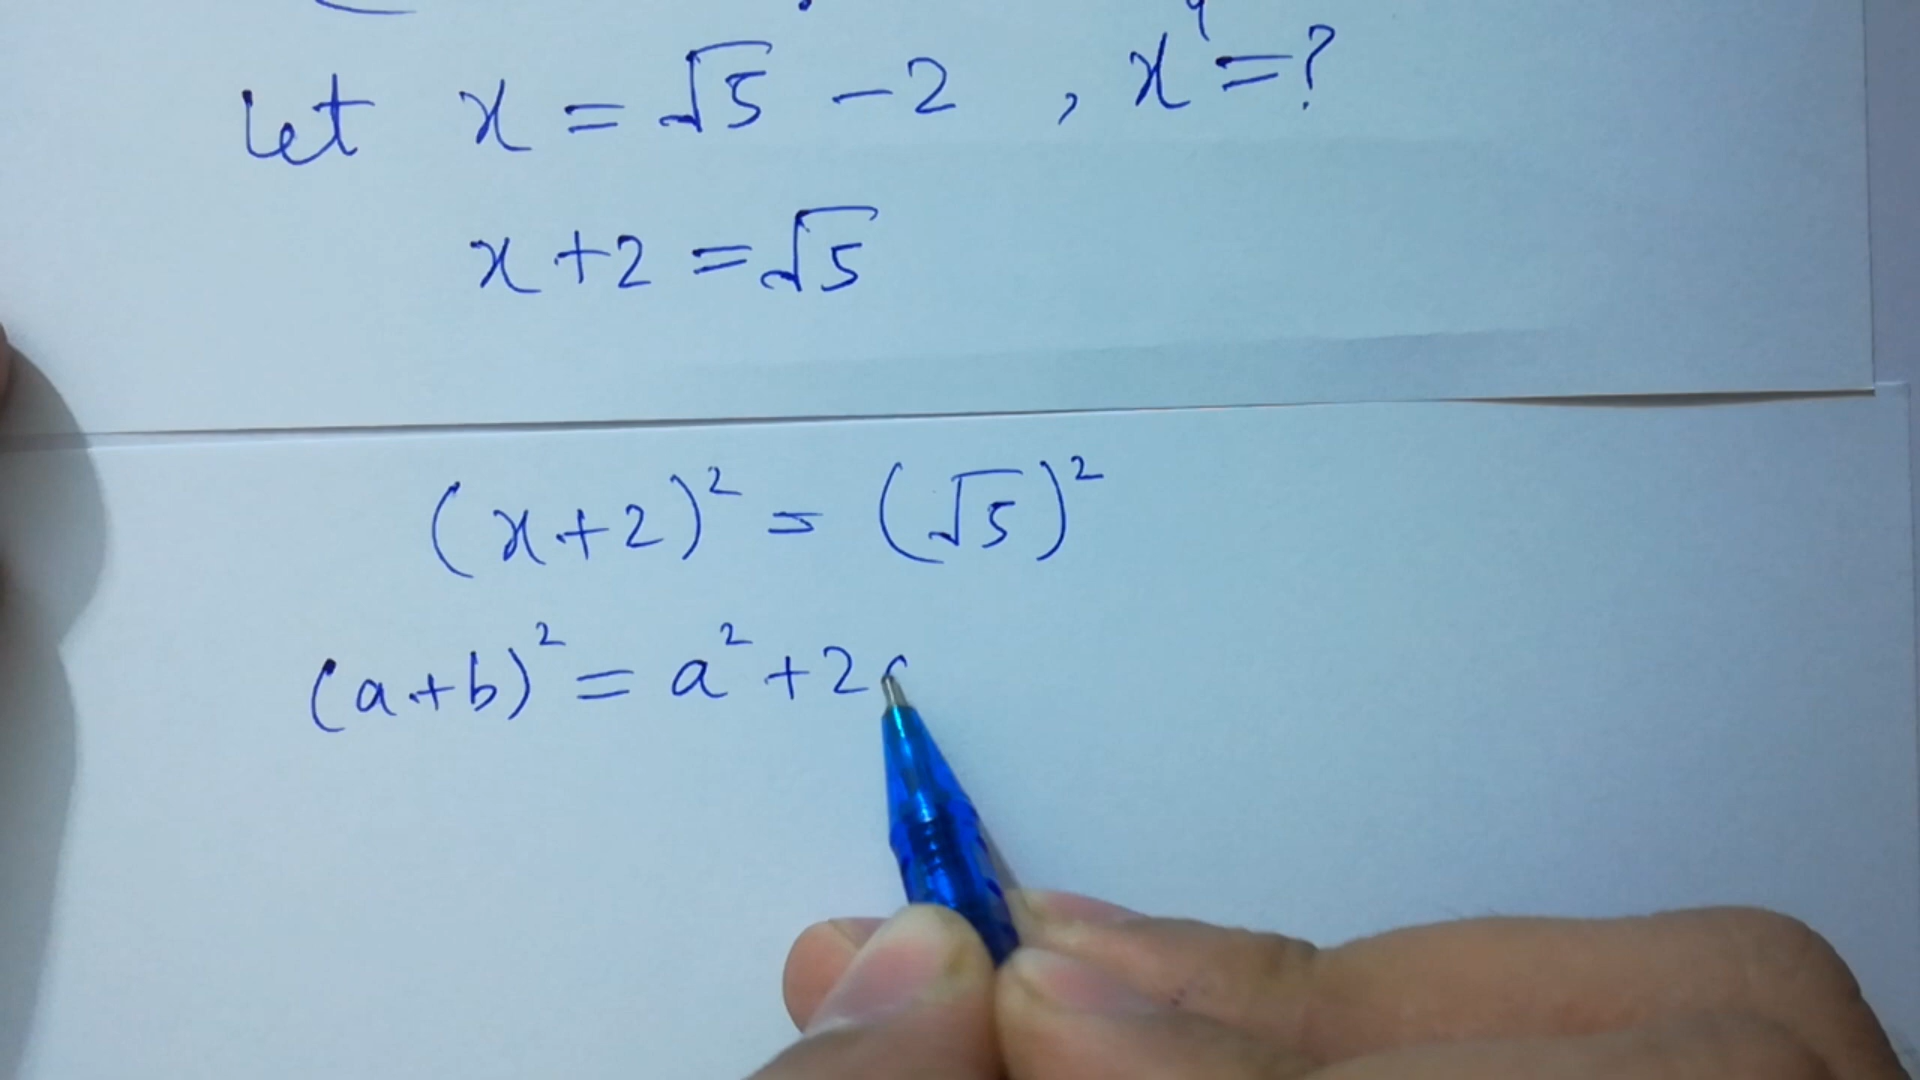 Let x = √5 - 2 , x⁴ = ?
x + 2 = √5
(x+2)² = (√5)²
(a+b)² = a² + 2